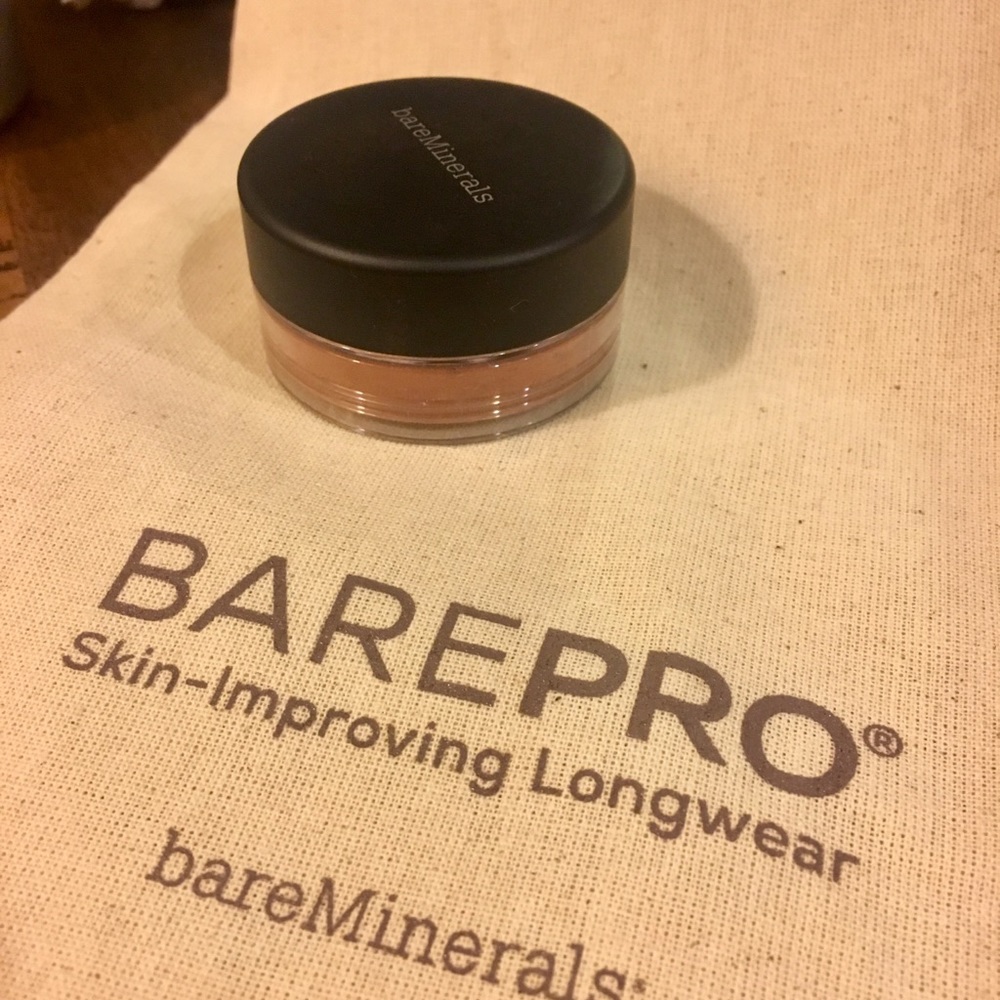 bareMinerals
BAREPRO®
Skin-Improving Longwear
bareMinerals®